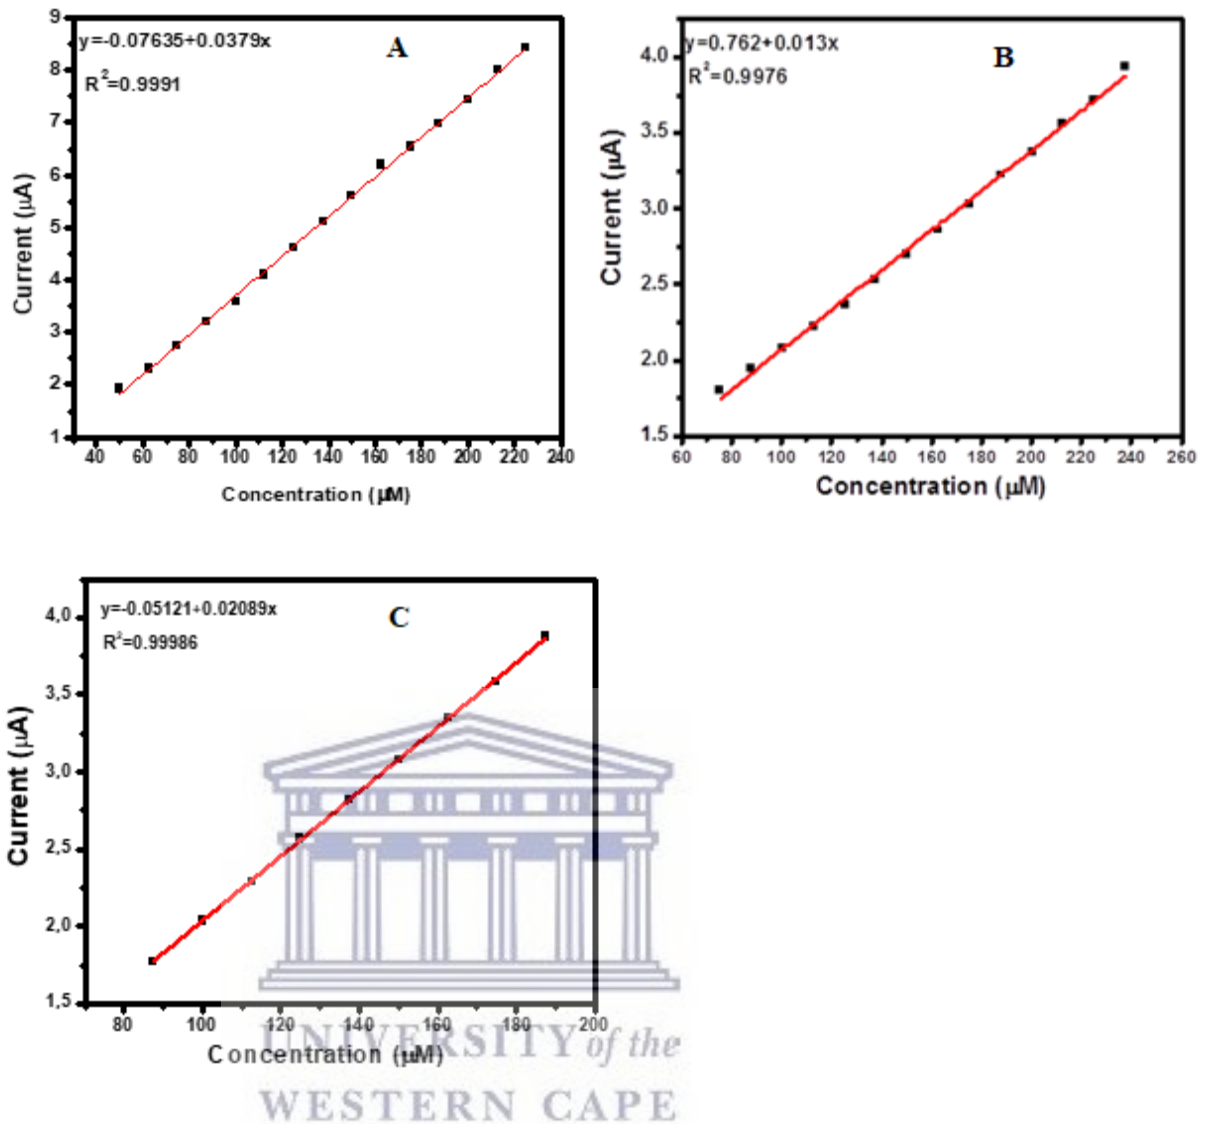 y=-0.07635+0.0379x
R²=0.9991
A
9
8
7
6
5
4
3
2
1
Current (µA)
40 60 80 100 120 140 160 180 200 220 240
Concentration (µM)
y=0.762+0.013x
R²=0.9976
B
4.0
3.5
3.0
2.5
2.0
1.5
Current (µA)
60 80 100 120 140 160 180 200 220 240 260
Concentration (µM)
y=-0.05121+0.02089x
R²=0.99986
C
4,0
3,5
3,0
2,5
2,0
1,5
Current (µA)
80 100 120 140 160 180 200
Concentration (µM)
UNIVERSITY of the
WESTERN CAPE